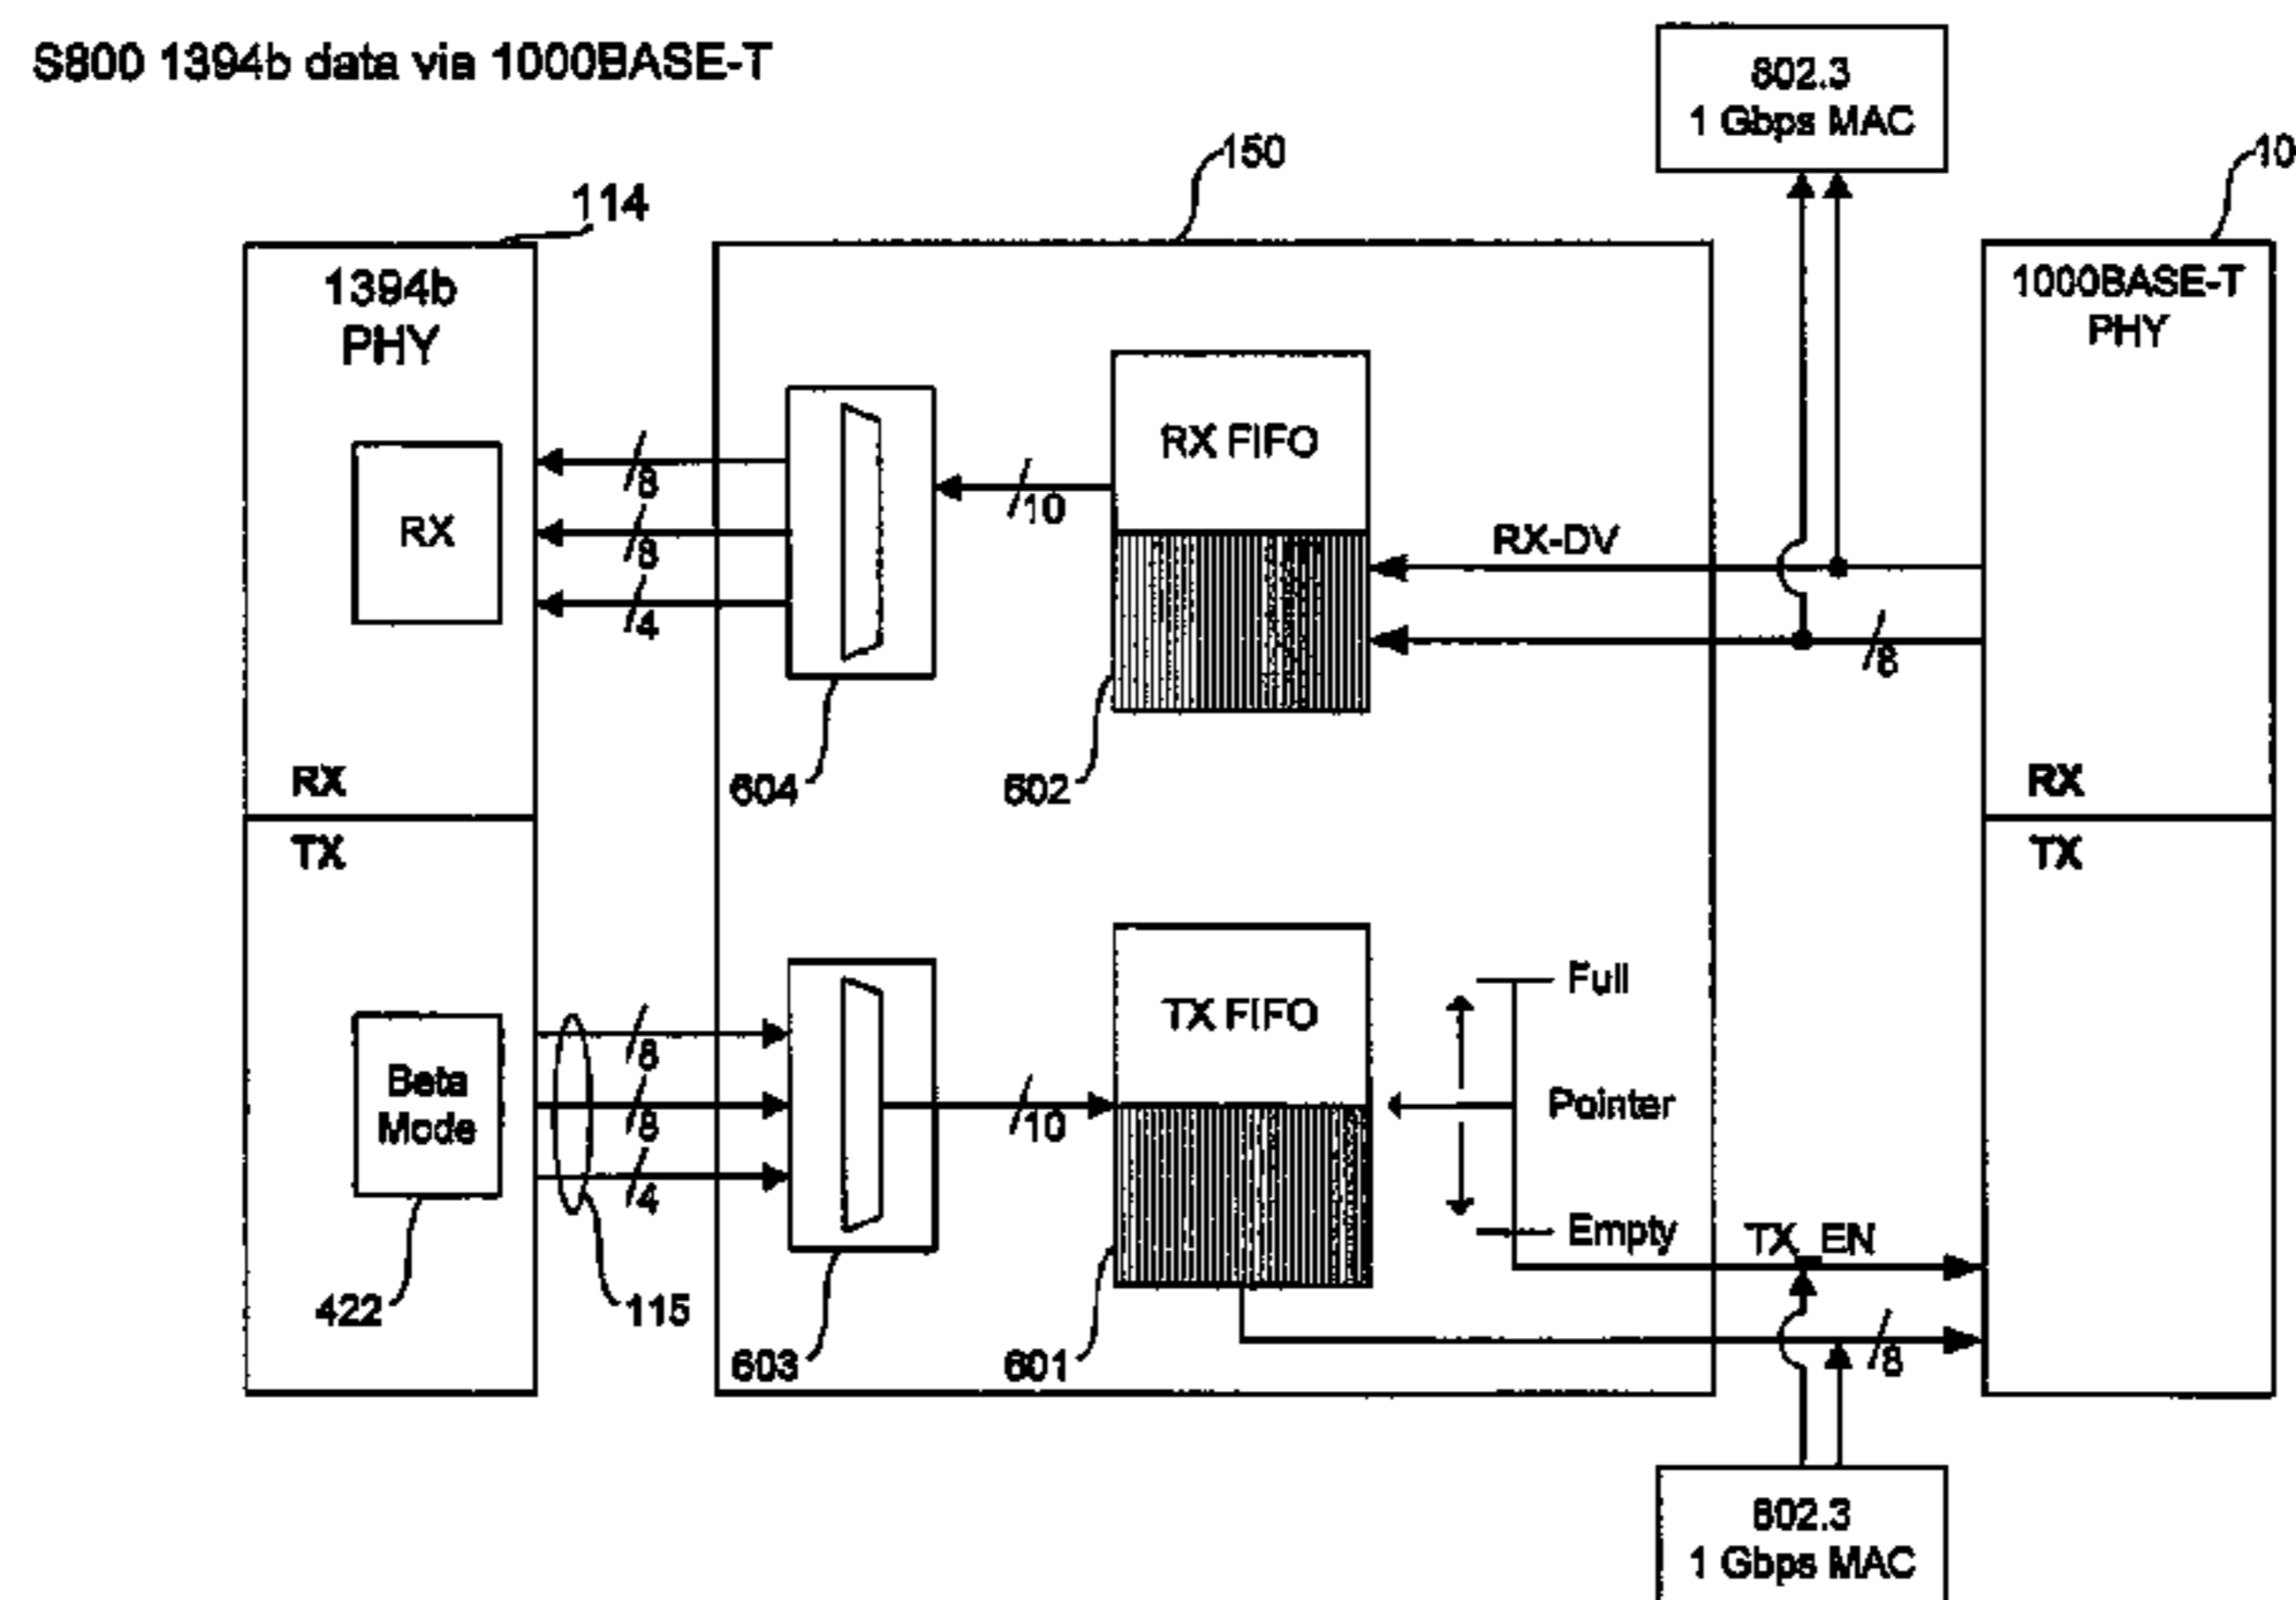 S800 1394b data via 1000BASE-T
802.3
1 Gbps MAC
150
10
114
1394b
PHY
1000BASE-T
PHY
RX FIFO
8
10
RX
8
RX-DV
4
8
604
602
RX
RX
TX
TX
Full
TX FIFO
8
Beta
Mode
8
10
Pointer
4
Empty
TX_EN
422
115
603
601
8
802.3
1 Gbps MAC